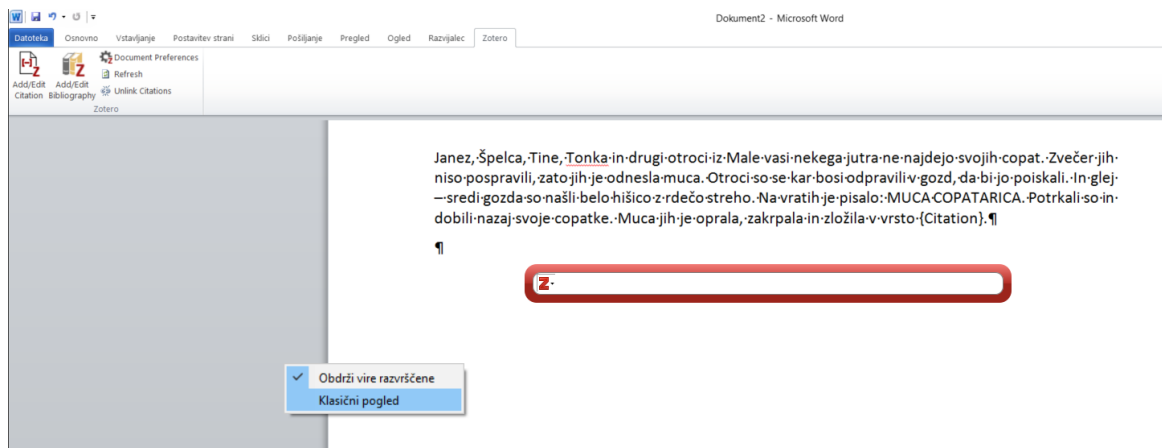 Dokument2 - Microsoft Word
Datoteka Osnovno Vstavljanje Postavitev strani Sklici Pošiljanje Pregled Ogled Razvijalec Zotero
Document Preferences
Refresh
Add/Edit Add/Edit
Unlink Citations
Citation Bibliography
Zotero
Janez, Špelca, Tine, Tonka in drugi otroci iz Male vasi nekega jutra ne najdejo svojih copat. Zvečer jih
niso pospravili, zato jih je odnesla muca. Otroci so se kar bosi odpravili v gozd, da bi jo poiskali. In glej
– sredi gozda so našli belo hišico z rdečo streho. Na vratih je pisalo: MUCA COPATARICA. Potrkali so in
dobili nazaj svoje copatke. Muca jih je oprala, zakrpala in zložila v vrsto {Citation}.¶
¶
Z
Obdrži vire razvrščene
Klasični pogled